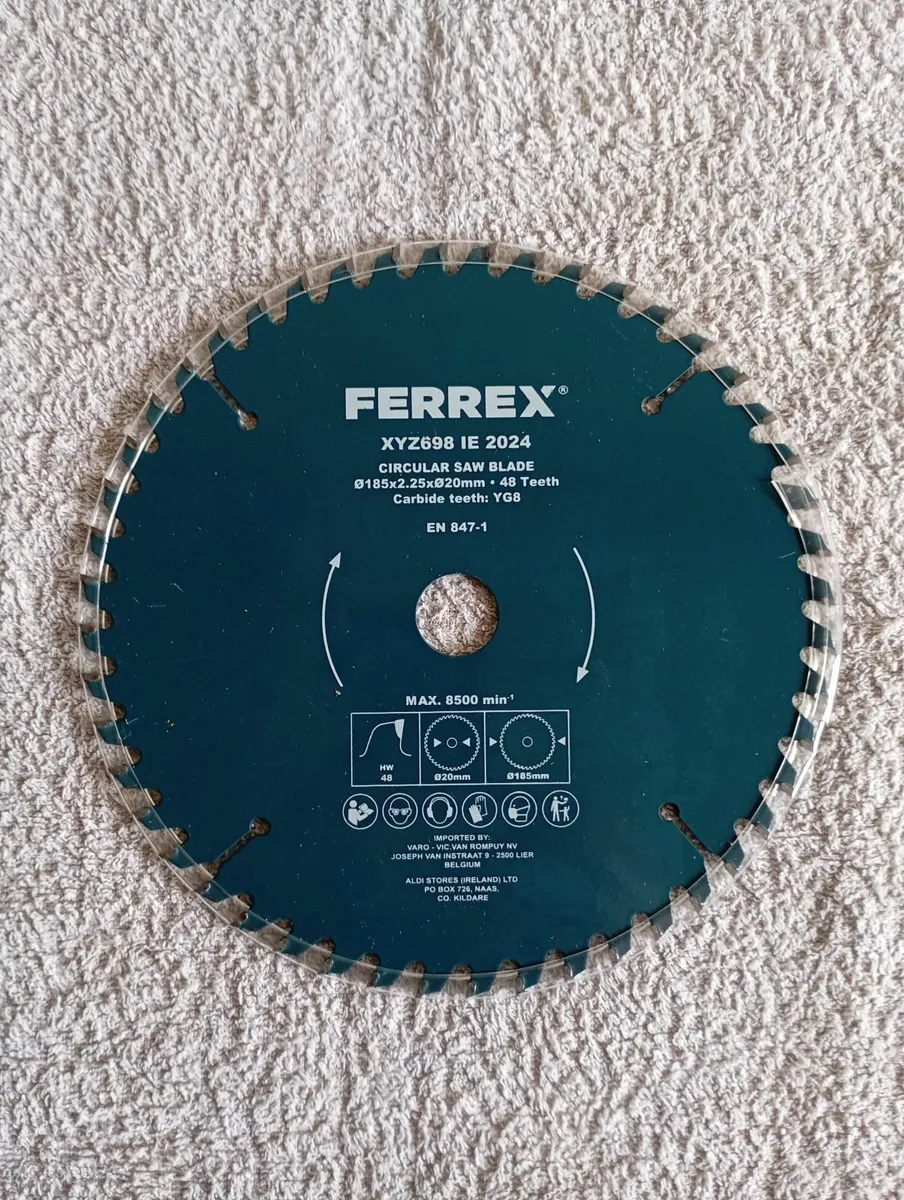 FERREX®
XYZ698 IE 2024
CIRCULAR SAW BLADE
Ø185x2.25xØ20mm • 48 Teeth
Carbide teeth: YG8
EN 847-1
MAX. 8500 min⁻¹
HW
48
Ø20mm
Ø185mm
IMPORTED BY:
VARO - VIC.VAN ROMPUY NV
JOSEPH VAN INSTRAAT 9 - 2500 LIER
BELGIUM
ALDI STORES (IRELAND) LTD
PO BOX 726, NAAS,
CO. KILDARE